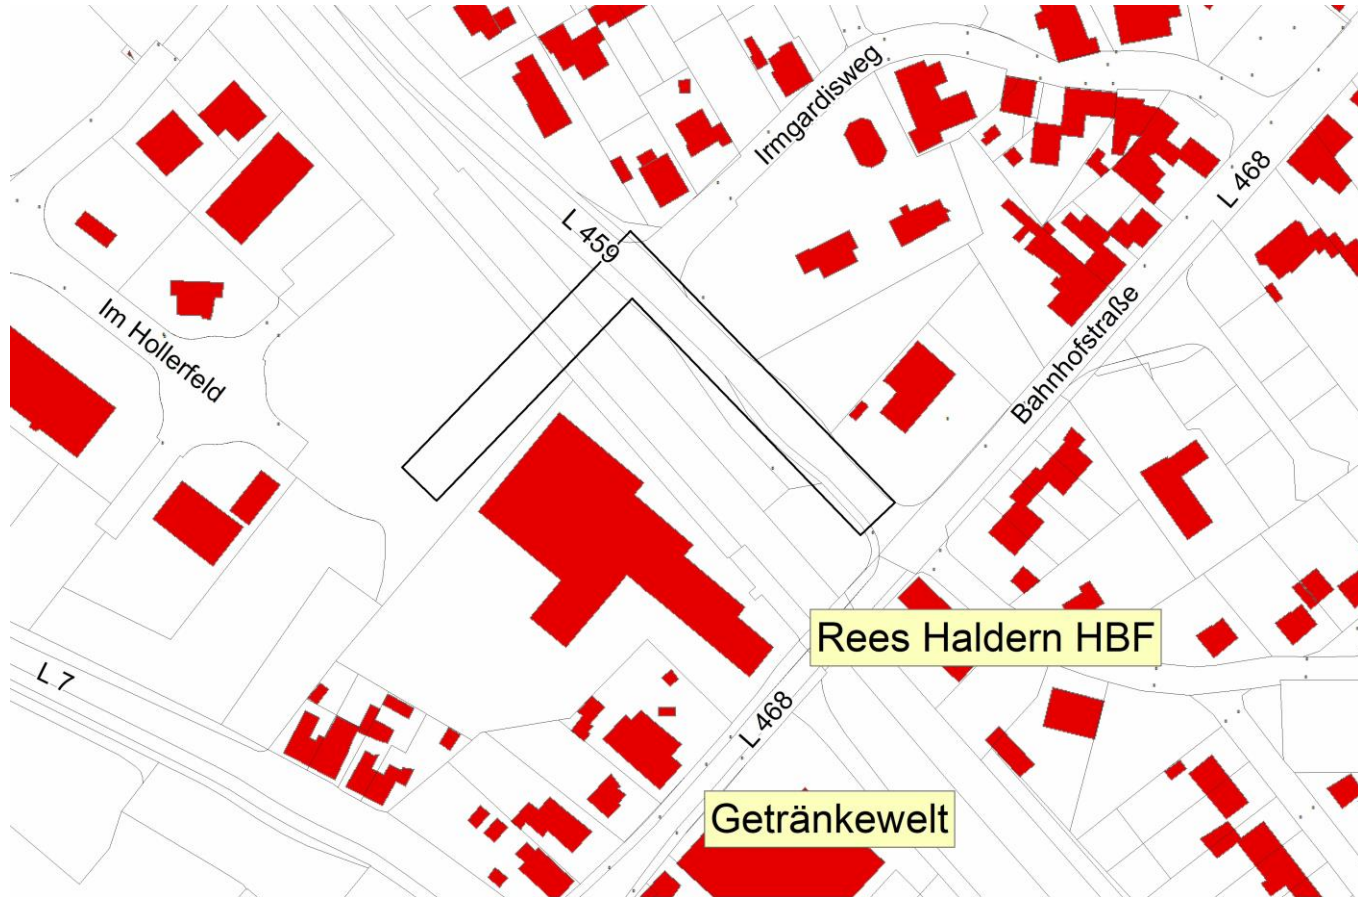 Irmgardisweg
L 468
L 459
Im Hollerfeld
Bahnhofstraße
Rees Haldern HBF
L 7
L 468
Getränkewelt